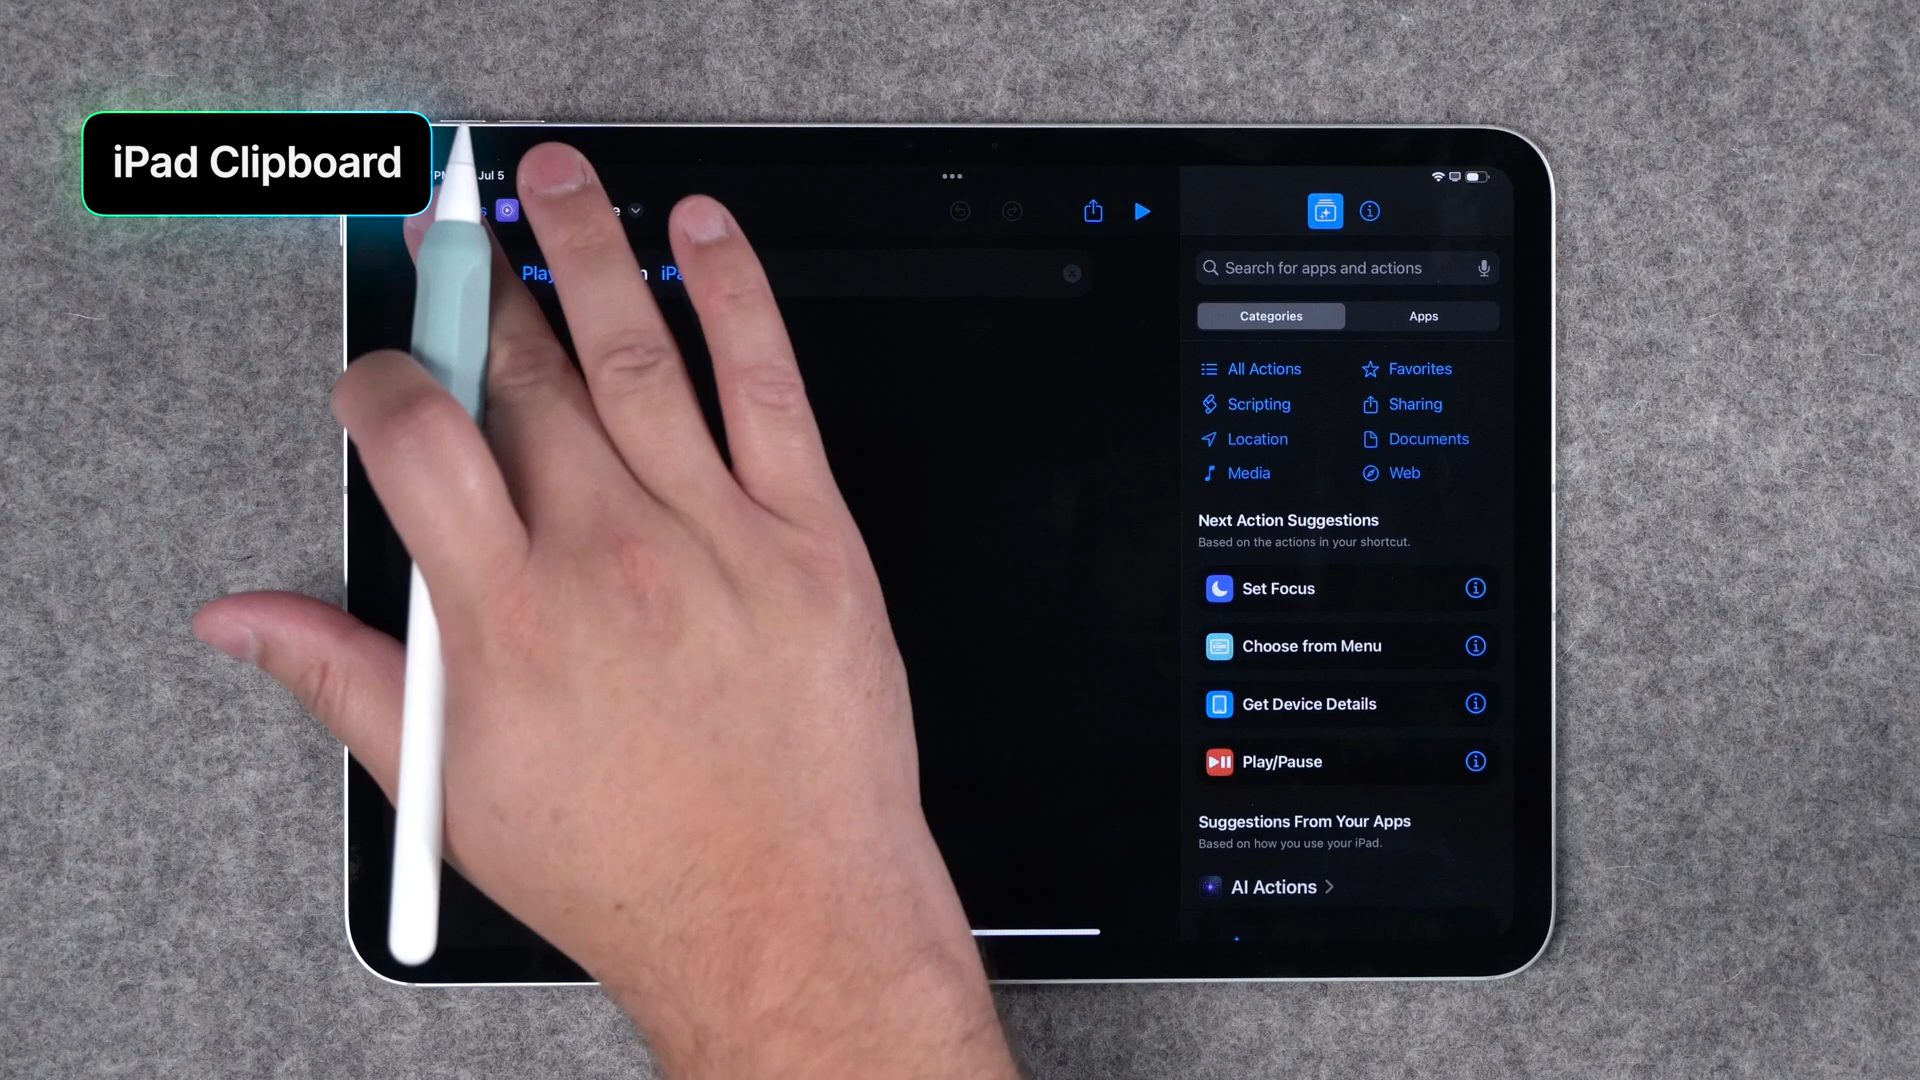 iPad Clipboard
Jul 5
Search for apps and actions
Categories
Apps
All Actions
Favorites
Scripting
Sharing
Location
Documents
Media
Web
Next Action Suggestions
Based on the actions in your shortcut.
Set Focus
Choose from Menu
Get Device Details
Play/Pause
Suggestions From Your Apps
Based on how you use your iPad.
AI Actions